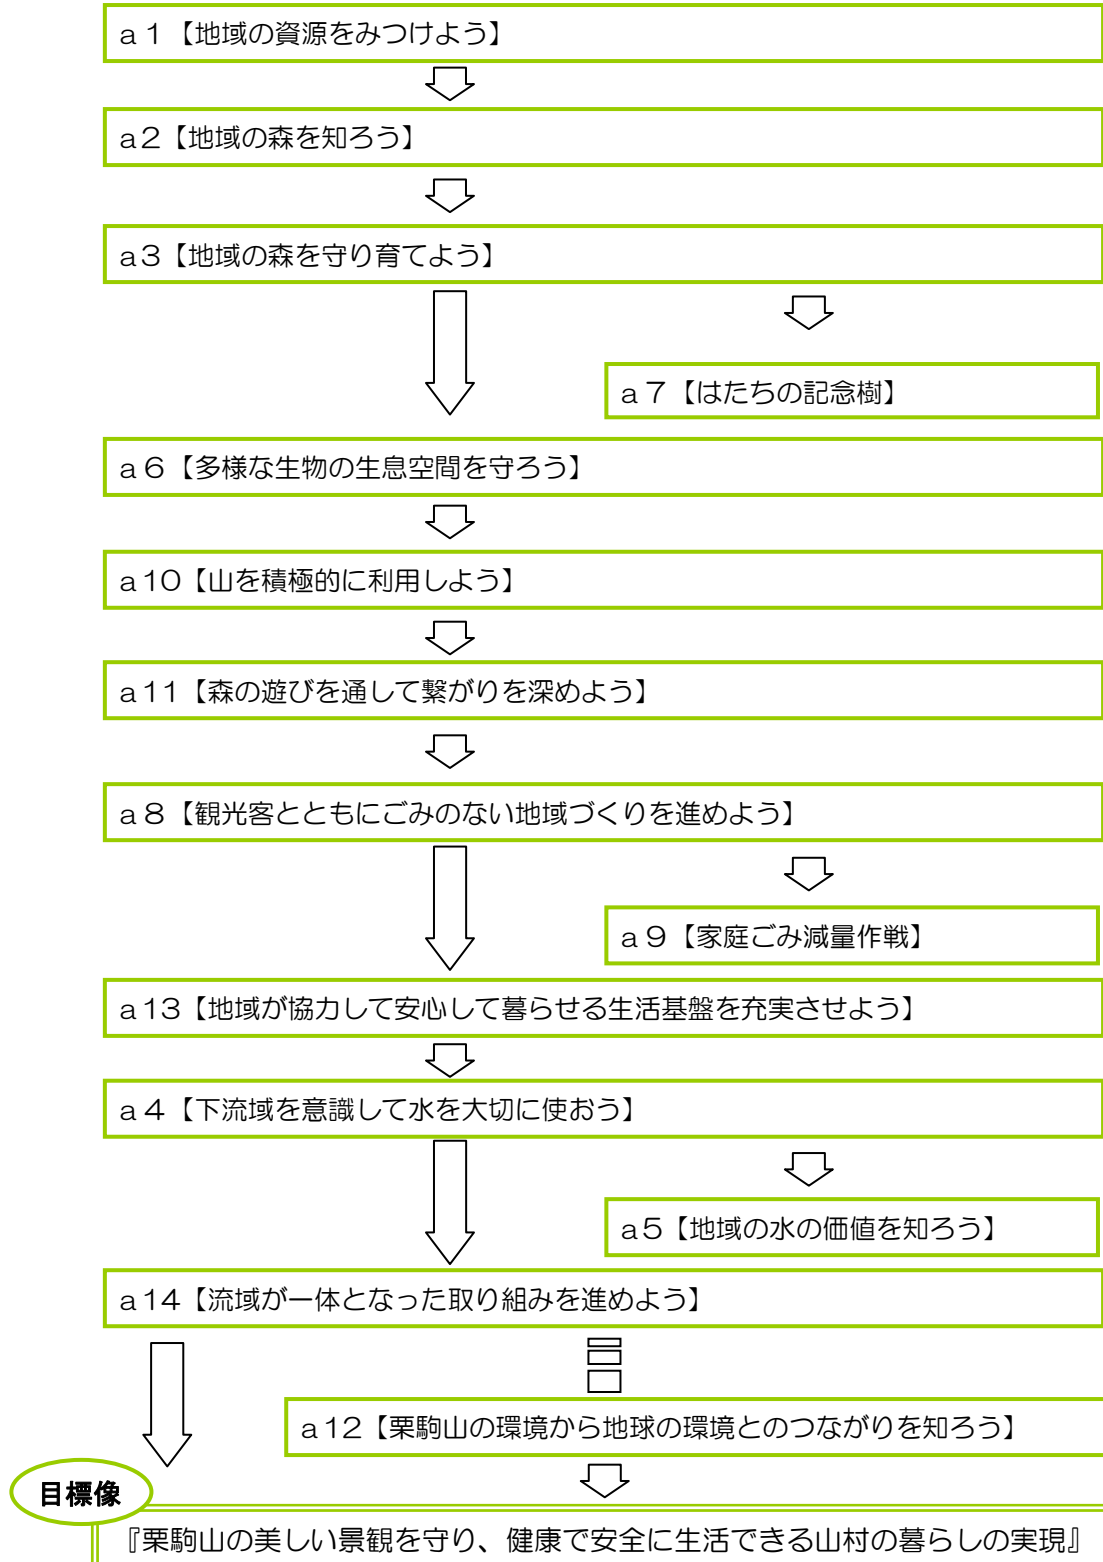 ａ１【地域の資源をみつけよう】
ａ２【地域の森を知ろう】
ａ３【地域の森を守り育てよう】
ａ７【はたちの記念樹】
ａ６【多様な生物の生息空間を守ろう】
ａ10【山を積極的に利用しよう】
ａ11【森の遊びを通して繋がりを深めよう】
ａ８【観光客とともにごみのない地域づくりを進めよう】
ａ９【家庭ごみ減量作戦】
ａ13【地域が協力して安心して暮らせる生活基盤を充実させよう】
ａ４【下流域を意識して水を大切に使おう】
ａ５【地域の水の価値を知ろう】
ａ14【流域が一体となった取り組みを進めよう】
ａ12【栗駒山の環境から地球の環境とのつながりを知ろう】
目標像
『栗駒山の美しい景観を守り、健康で安全に生活できる山村の暮らしの実現』